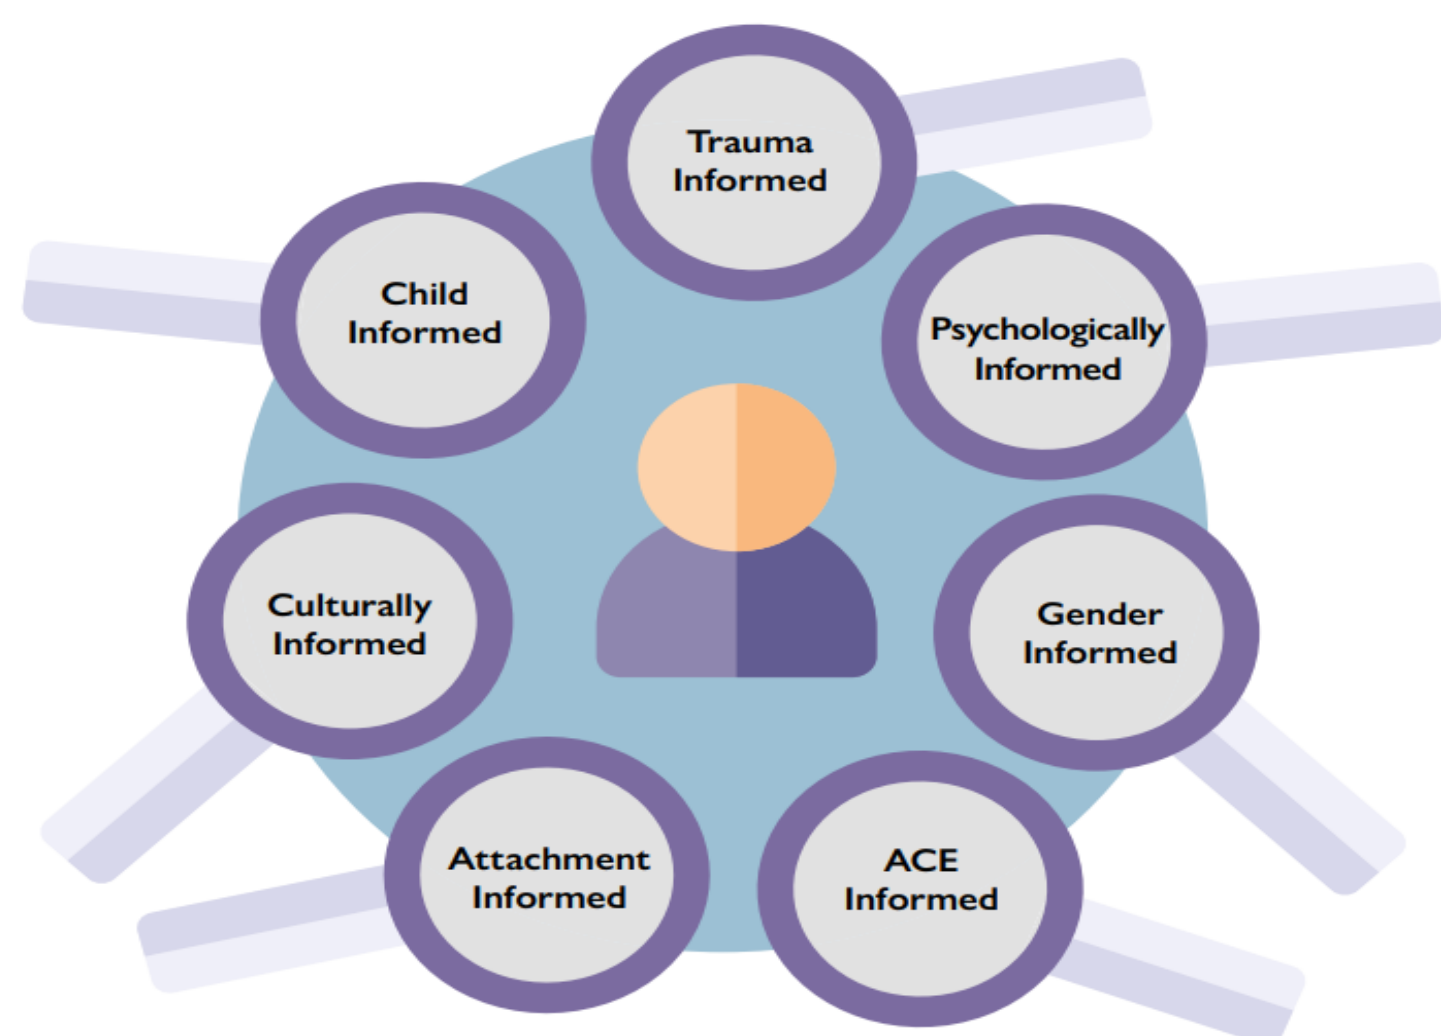 Trauma
Informed
Child
Informed
Psychologically
Informed
Culturally
Informed
Gender
Informed
Attachment
Informed
ACE
Informed